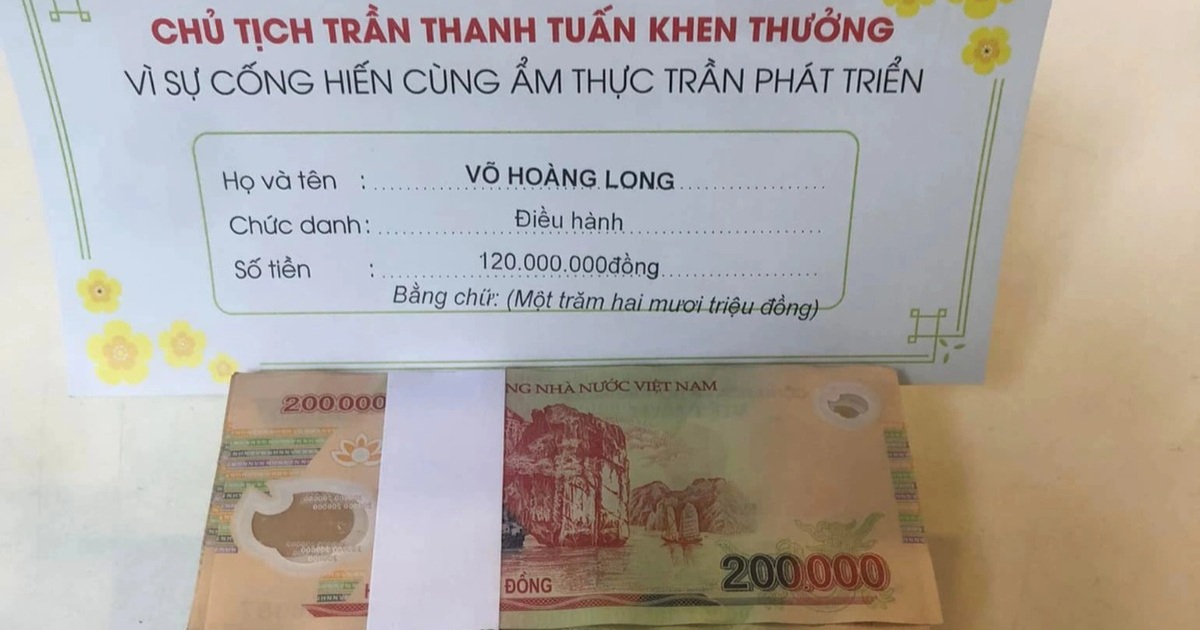 CHỦ TỊCH TRẦN THANH TUẤN KHEN THƯỞNG
VÌ SỰ CỐNG HIẾN CÙNG ẨM THỰC TRẦN PHÁT TRIỂN
Họ và tên : VÕ HOÀNG LONG
Chức danh: Điều hành
Số tiền : 120.000.000đồng
Bằng chữ: (Một trăm hai mươi triệu đồng)
200000 NG NHÀ NƯỚC VIỆT NAM
ĐỒNG
200.000